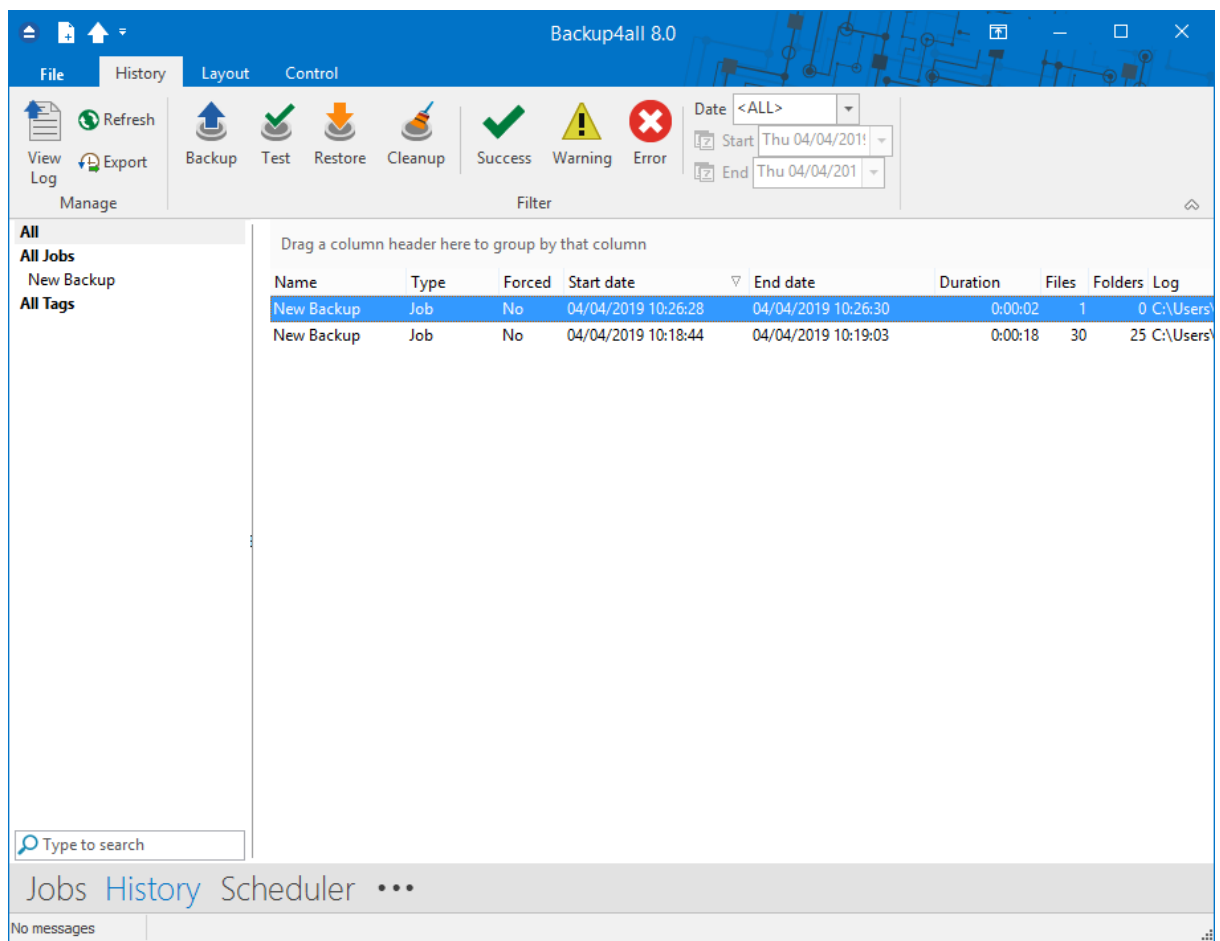 Backup4all 8.0
File History Layout Control
View Log
Refresh
Export
Manage
Backup Test Restore Cleanup Success Warning Error
Date <ALL>
Start Thu 04/04/2019
End Thu 04/04/201
Filter
All
All Jobs
New Backup
All Tags
Drag a column header here to group by that column
Name Type Forced Start date End date Duration Files Folders Log
New Backup Job No 04/04/2019 10:26:28 04/04/2019 10:26:30 0:00:02 1 0 C:\Users\
New Backup Job No 04/04/2019 10:18:44 04/04/2019 10:19:03 0:00:18 30 25 C:\Users\
Type to search
Jobs History Scheduler •••
No messages